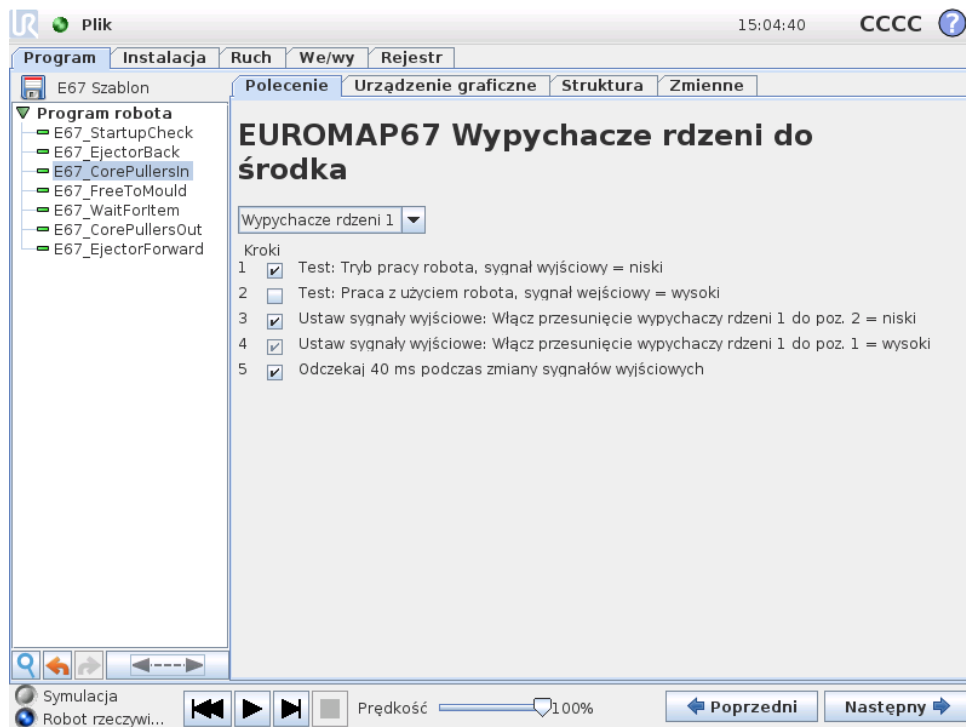 UR Plik 15:04:40 CCCC ?
Program Instalacja Ruch We/wy Rejestr
E67 Szablon
Polecenie Urządzenie graficzne Struktura Zmienne
Program robota
E67_StartupCheck
E67_EjectorBack
E67_CorePullersIn
E67_FreeToMould
E67_WaitForItem
E67_CorePullersOut
E67_EjectorForward
EUROMAP67 Wypychacze rdzeni do
środka
Wypychacze rdzeni 1
Kroki
1 Test: Tryb pracy robota, sygnał wyjściowy = niski
2 Test: Praca z użyciem robota, sygnał wejściowy = wysoki
3 Ustaw sygnały wyjściowe: Włącz przesunięcie wypychaczy rdzeni 1 do poz. 2 = niski
4 Ustaw sygnały wyjściowe: Włącz przesunięcie wypychaczy rdzeni 1 do poz. 1 = wysoki
5 Odczekaj 40 ms podczas zmiany sygnałów wyjściowych
Symulacja
Robot rzeczywi...
Prędkość 100%
Poprzedni Następny